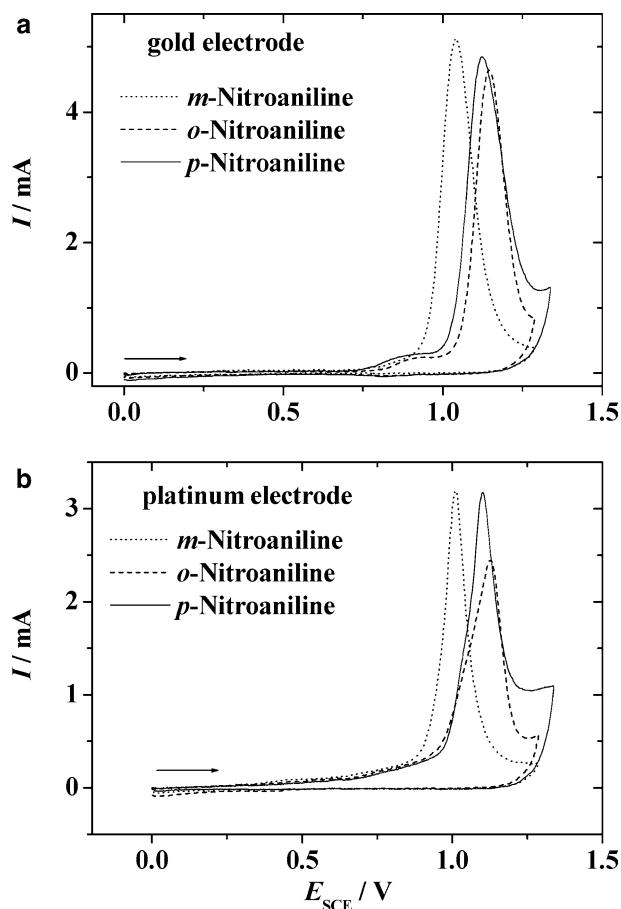 a
gold electrode
m-Nitroaniline
o-Nitroaniline
p-Nitroaniline
I / mA
4
2
0
0.0 0.5 1.0 1.5
b
platinum electrode
m-Nitroaniline
o-Nitroaniline
p-Nitroaniline
I / mA
3
2
1
0
0.0 0.5 1.0 1.5
E_SCE / V